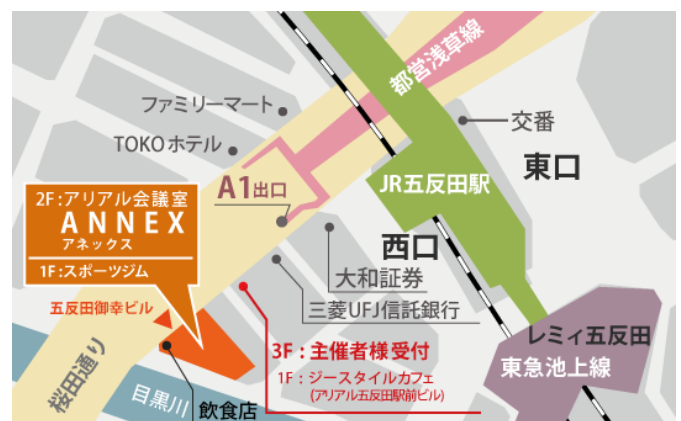 都営浅草線
ファミリーマート
交番
TOKOホテル
東口
JR五反田駅
A1出口
2F:アリアル会議室
ANNEX
アネックス
1F:スポーツジム
西口
大和証券
三菱UFJ信託銀行
五反田御幸ビル
レミィ五反田
東急池上線
3F:主催者様受付
1F:ジースタイルカフェ
(アリアル五反田駅前ビル)
桜田通り
目黒川
飲食店